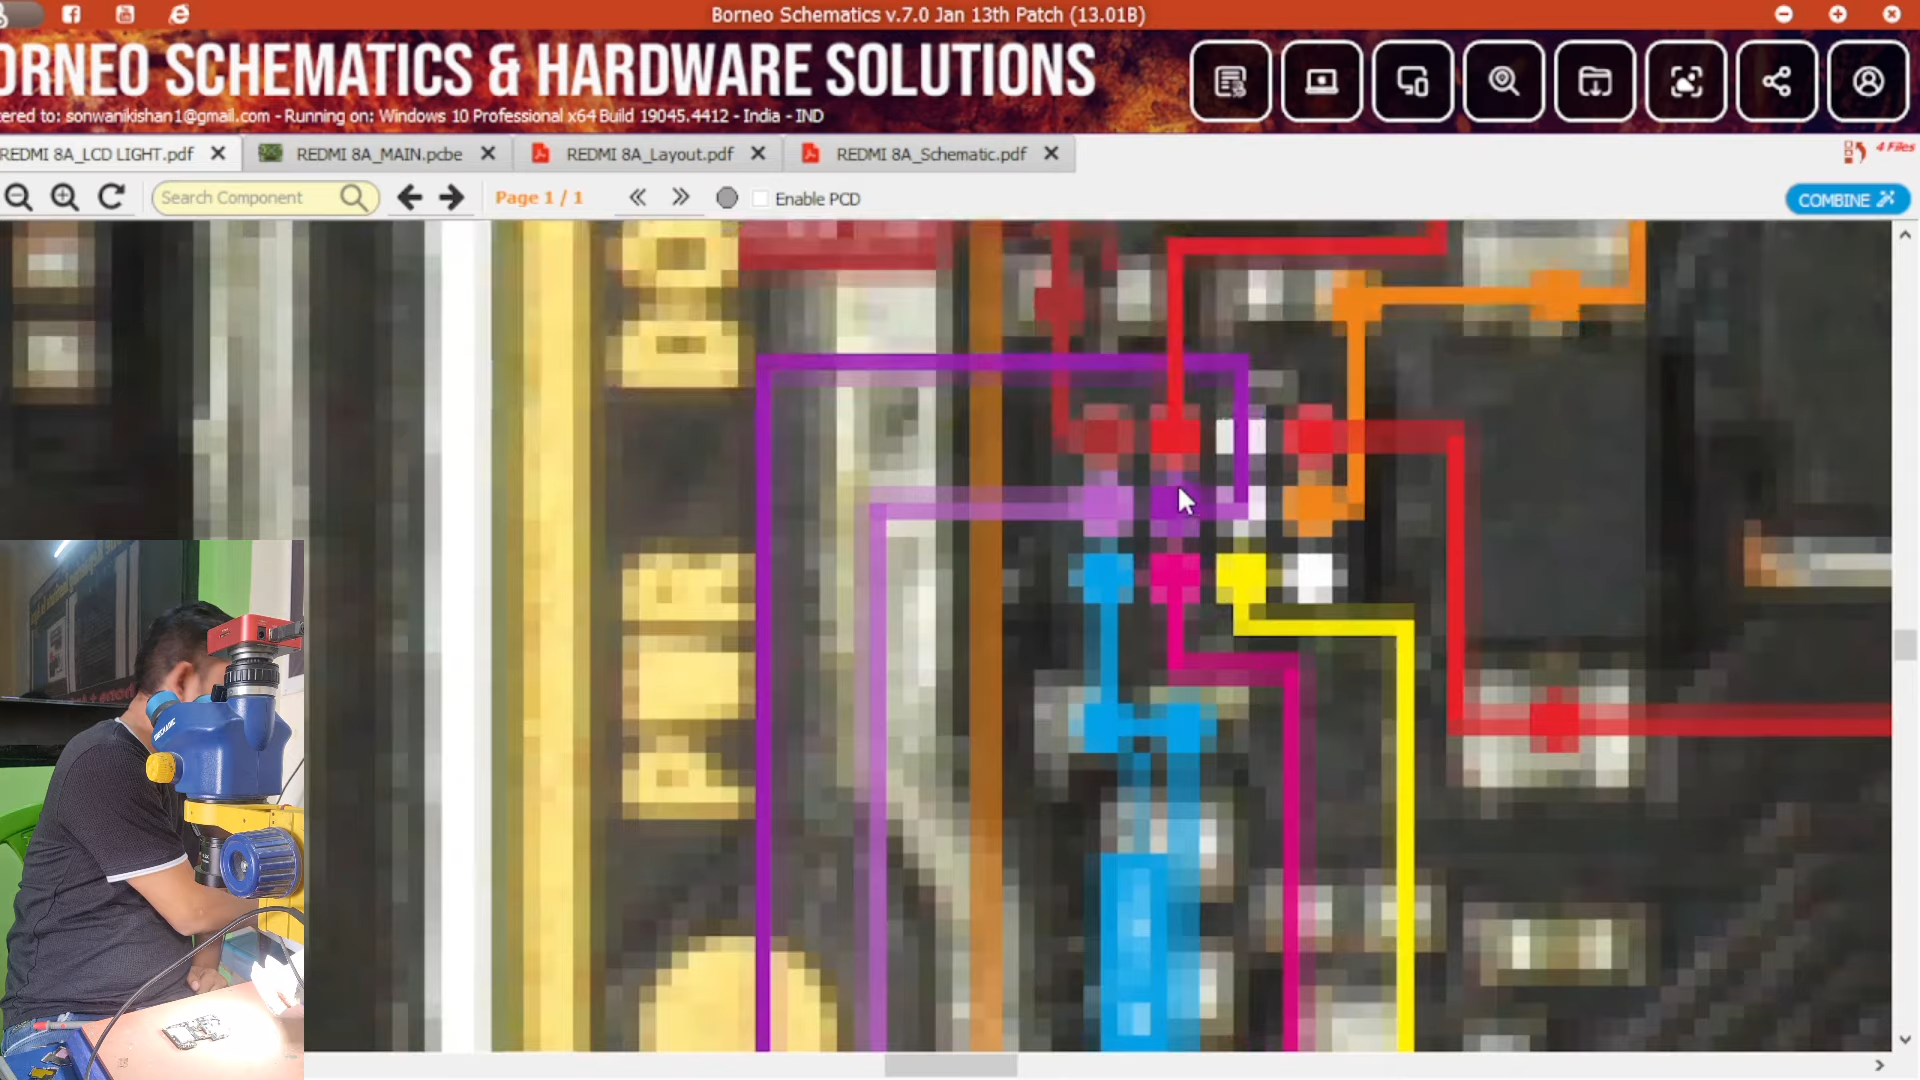 Borneo Schematics v.7.0 Jan 13th Patch (13.01B)
ORNEO SCHEMATICS & HARDWARE SOLUTIONS
ered to: sonwanikishan1@gmail.com - Running on: Windows 10 Professional x64 Build 19045.4412 - India - IND
REDMI 8A_LCD LIGHT.pdf
REDMI 8A_MAIN.pcbe
REDMI 8A_Layout.pdf
REDMI 8A_Schematic.pdf
4 Files
Search Component
Page 1 / 1
Enable PCD
COMBINE